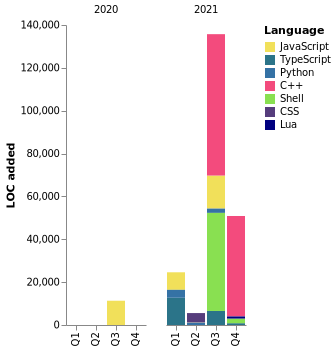 2020 2021
Language
JavaScript
TypeScript
Python
C++
Shell
CSS
Lua
LOC added
140,000
120,000
100,000
80,000
60,000
40,000
20,000
0
Q1 Q2 Q3 Q4 Q1 Q2 Q3 Q4